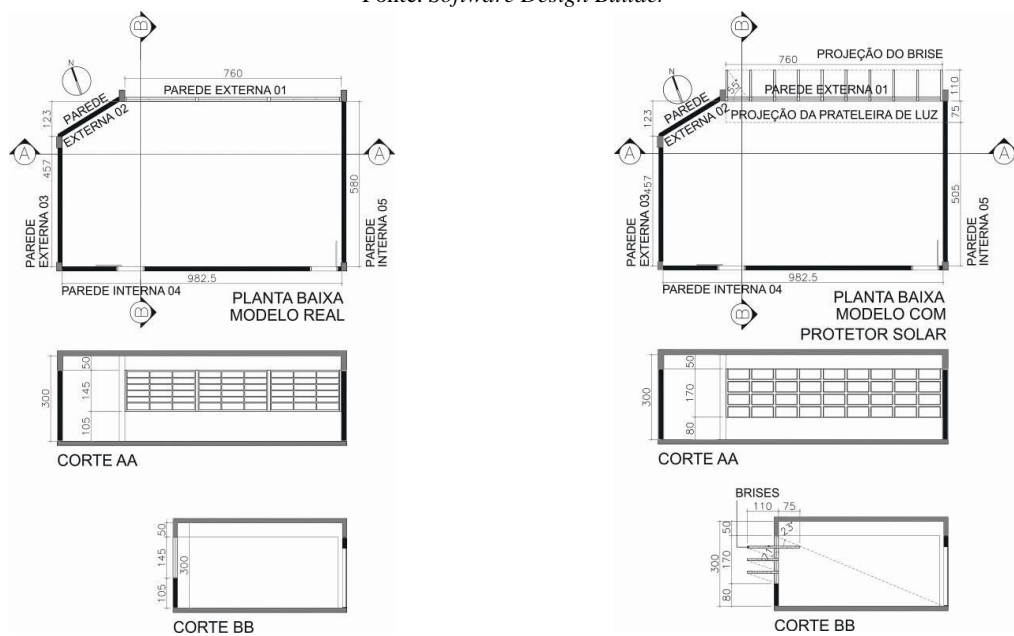 Fonte: Software Design Builder
B
N
760
PAREDE EXTERNA 01
PAREDE
EXTERNA 02
123
A
A
457
580
PAREDE
EXTERNA 03
PAREDE
INTERNA 05
982.5
PAREDE INTERNA 04
B
PLANTA BAIXA
MODELO REAL
50
145
105
300
CORTE AA
50
145
105
300
CORTE BB
B
760
PROJEÇÃO DO BRISE
N
55°
110
PAREDE EXTERNA 01
PAREDE
EXTERNA 02
PROJEÇÃO DA PRATELEIRA DE LUZ
75
123
A
A
457
505
PAREDE
EXTERNA 03
PAREDE
INTERNA 05
982.5
PAREDE INTERNA 04
B
PLANTA BAIXA
MODELO COM
PROTETOR SOLAR
50
170
80
300
CORTE AA
BRISES
110
75
50
170
80
300
23°
CORTE BB